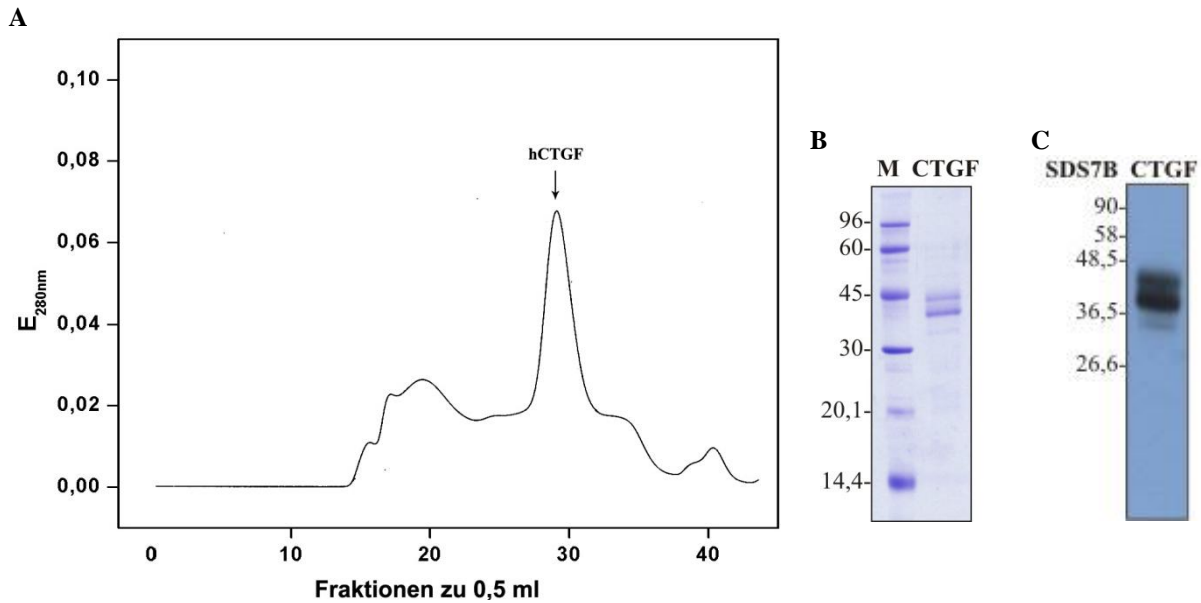 A
0,10
0,08
0,06
0,04
0,02
0,00
E280nm
hCTGF
0 10 20 30 40
Fraktionen zu 0,5 ml
B
M CTGF
96-
60-
45-
30-
20,1-
14,4-
C
SDS7B CTGF
90-
58-
48,5-
36,5-
26,6-